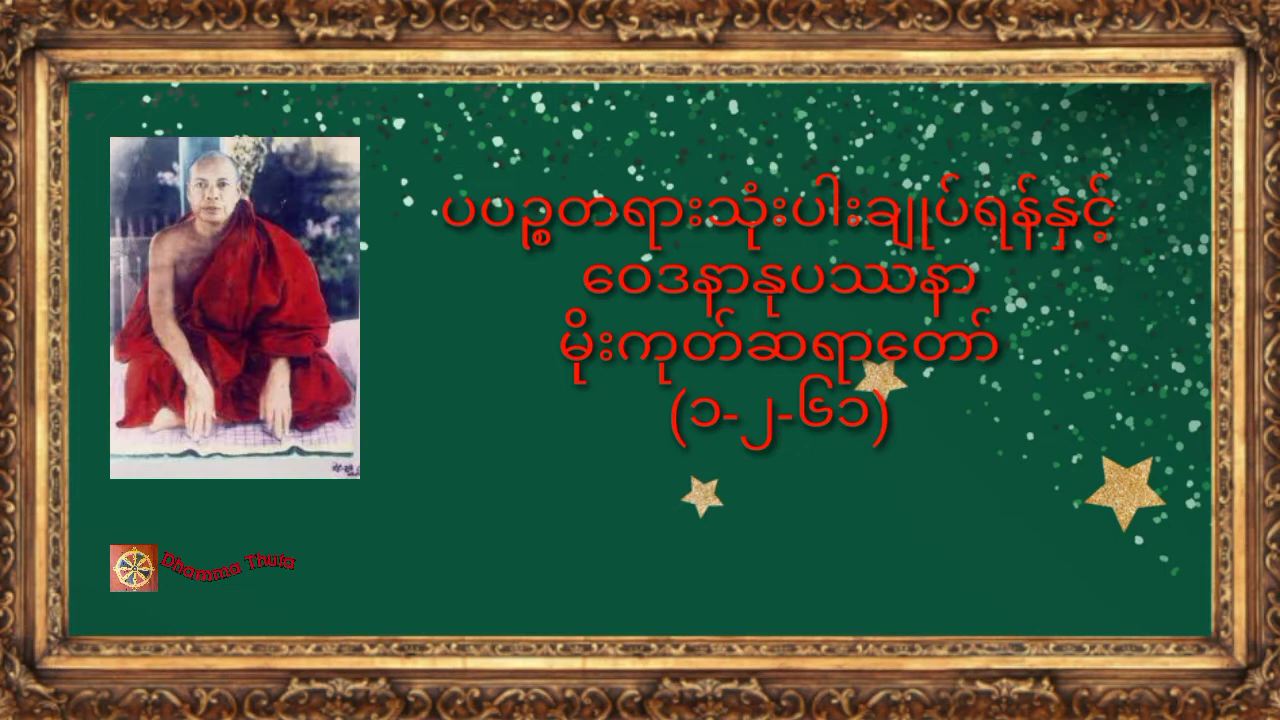 ပပဉ္စတရားသုံးပါးချုပ်ရန်နှင့်
ဝေဒနာနုပဿနာ
မိုးကုတ်ဆရာတော်
(၁-၂-၆၁)
Dhamma Thuta